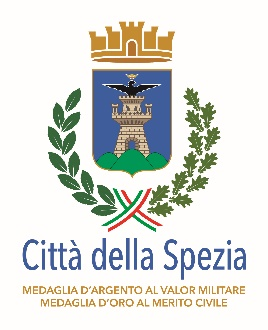 Città della Spezia
MEDAGLIA D'ARGENTO AL VALOR MILITARE
MEDAGLIA D'ORO AL MERITO CIVILE